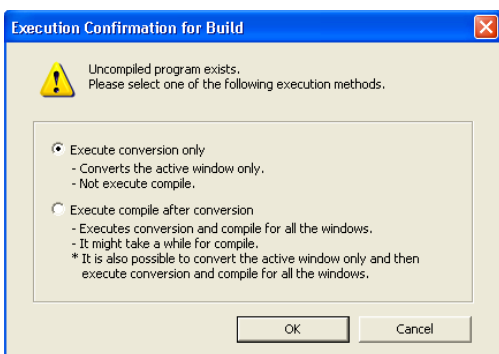 Execution Confirmation for Build
Uncompiled program exists.
Please select one of the following execution methods.
Execute conversion only
- Converts the active window only.
- Not execute compile.
Execute compile after conversion
- Executes conversion and compile for all the windows.
- It might take a while for compile.
* It is also possible to convert the active window only and then
execute conversion and compile for all the windows.
OK
Cancel